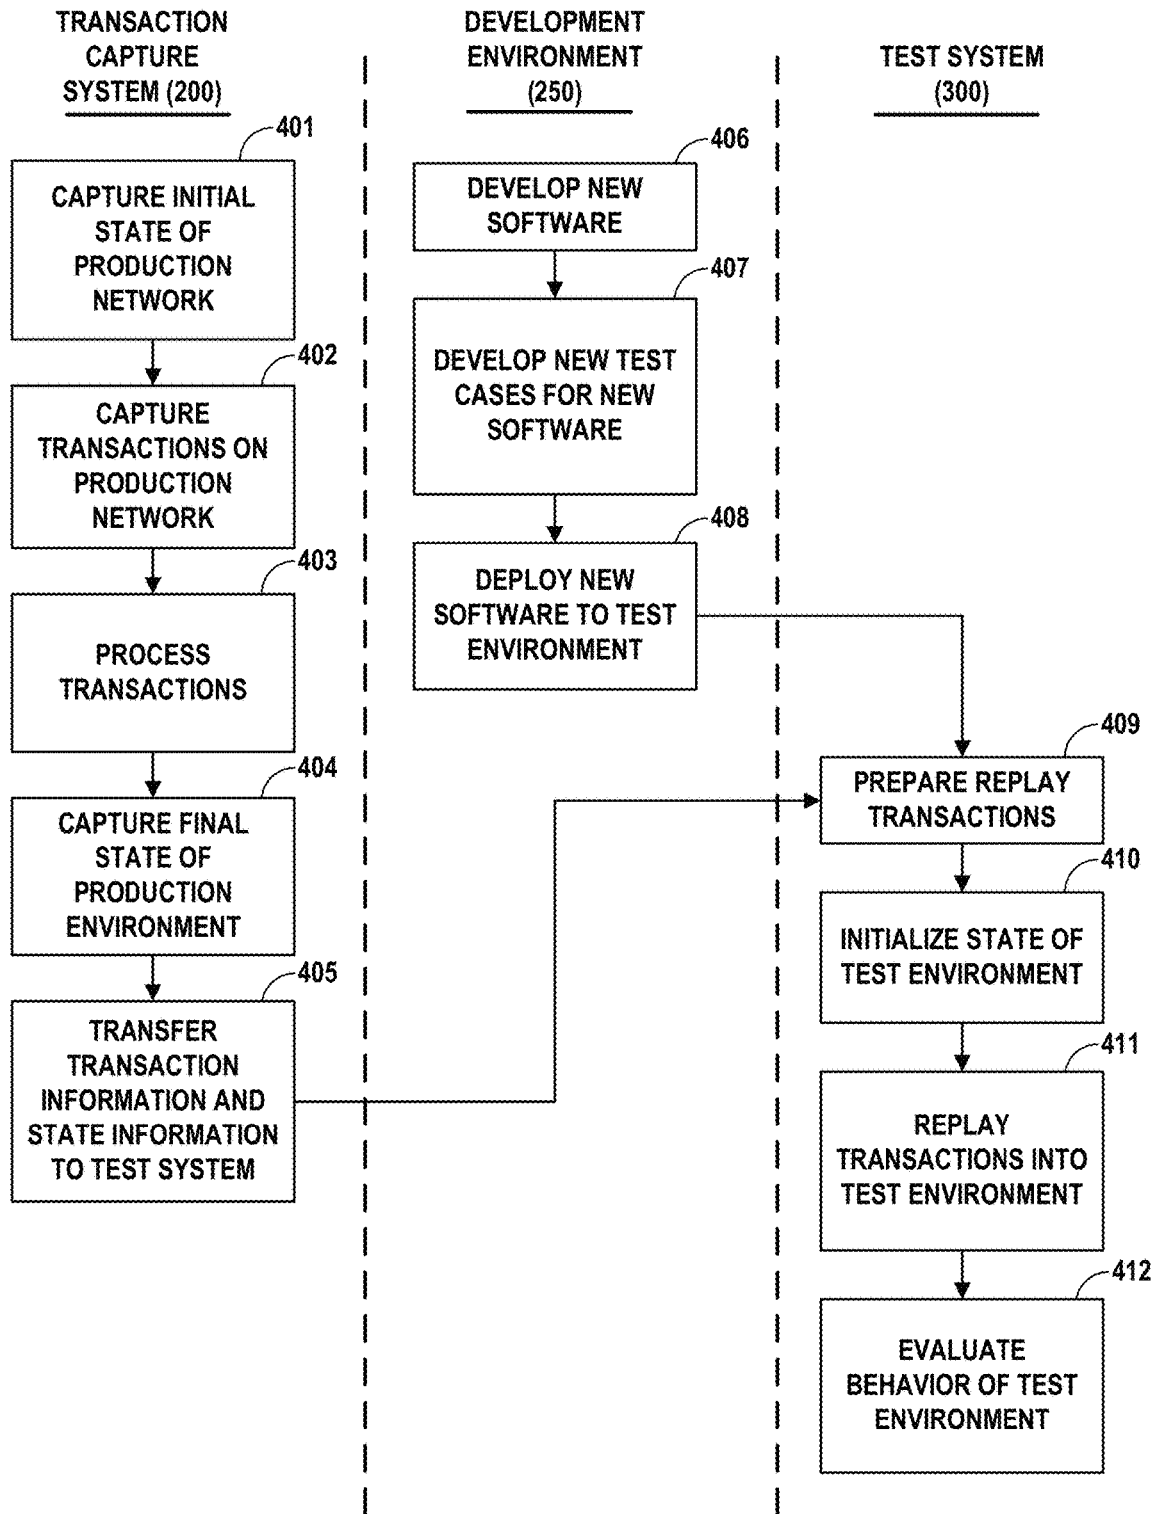 TRANSACTION
CAPTURE
SYSTEM (200)
401
CAPTURE INITIAL
STATE OF
PRODUCTION
NETWORK
402
CAPTURE
TRANSACTIONS ON
PRODUCTION
NETWORK
403
PROCESS
TRANSACTIONS
404
CAPTURE FINAL
STATE OF
PRODUCTION
ENVIRONMENT
405
TRANSFER
TRANSACTION
INFORMATION AND
STATE INFORMATION
TO TEST SYSTEM
DEVELOPMENT
ENVIRONMENT
(250)
406
DEVELOP NEW
SOFTWARE
407
DEVELOP NEW TEST
CASES FOR NEW
SOFTWARE
408
DEPLOY NEW
SOFTWARE TO TEST
ENVIRONMENT
TEST SYSTEM
(300)
409
PREPARE REPLAY
TRANSACTIONS
410
INITIALIZE STATE OF
TEST ENVIRONMENT
411
REPLAY
TRANSACTIONS INTO
TEST ENVIRONMENT
412
EVALUATE
BEHAVIOR OF TEST
ENVIRONMENT